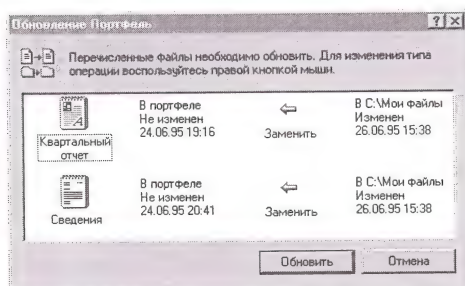 Обновление Портфель
Перечисленные файлы необходимо обновить. Для изменения типа
операции воспользуйтесь правой кнопкой мыши.
Квартальный
отчет
В портфеле
Не изменен
24.06.95 19:16
Заменить
В C:\Мои файлы
Изменен
26.06.95 15:38
Сведения
В портфеле
Не изменен
24.06.95 20:41
Заменить
В C:\Мои файлы
Изменен
26.06.95 15:38
Обновить
Отмена